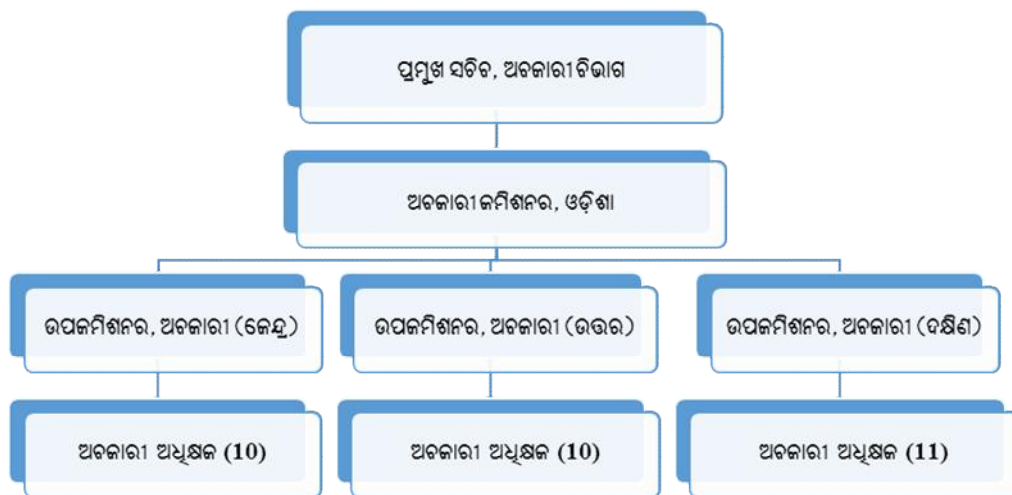 ପ୍ରମୁଖ ସଚିବ, ଅବକାରୀ ବିଭାଗ
ଅବକାରୀ କମିଶନର, ଓଡ଼ିଶା
ଉପକମିଶନର, ଅବକାରୀ (କେନ୍ଦ୍ର)
ଉପକମିଶନର, ଅବକାରୀ (ଉତ୍ତର)
ଉପକମିଶନର, ଅବକାରୀ (ଦକ୍ଷିଣ)
ଅବକାରୀ ଅଧିକ୍ଷକ (10)
ଅବକାରୀ ଅଧିକ୍ଷକ (10)
ଅବକାରୀ ଅଧିକ୍ଷକ (11)